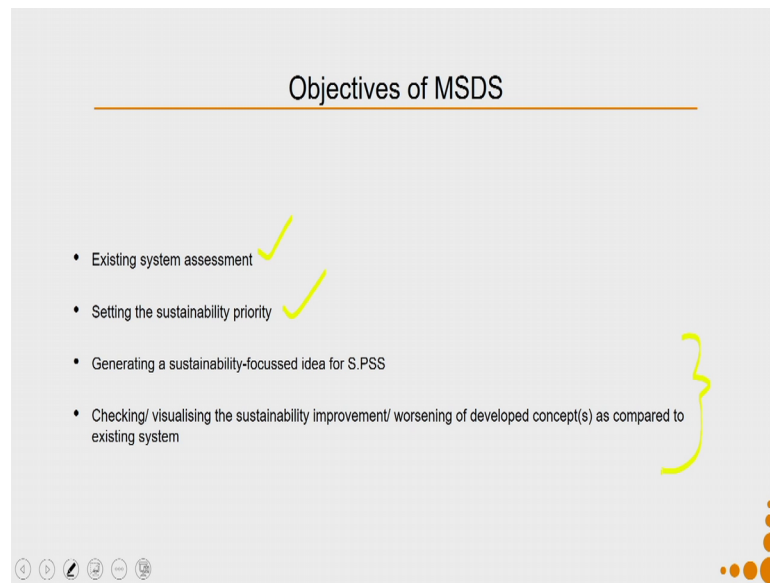 Objectives of MSDS
• Existing system assessment
• Setting the sustainability priority
• Generating a sustainability-focussed idea for S.PSS
• Checking/ visualising the sustainability improvement/ worsening of developed concept(s) as compared to
existing system